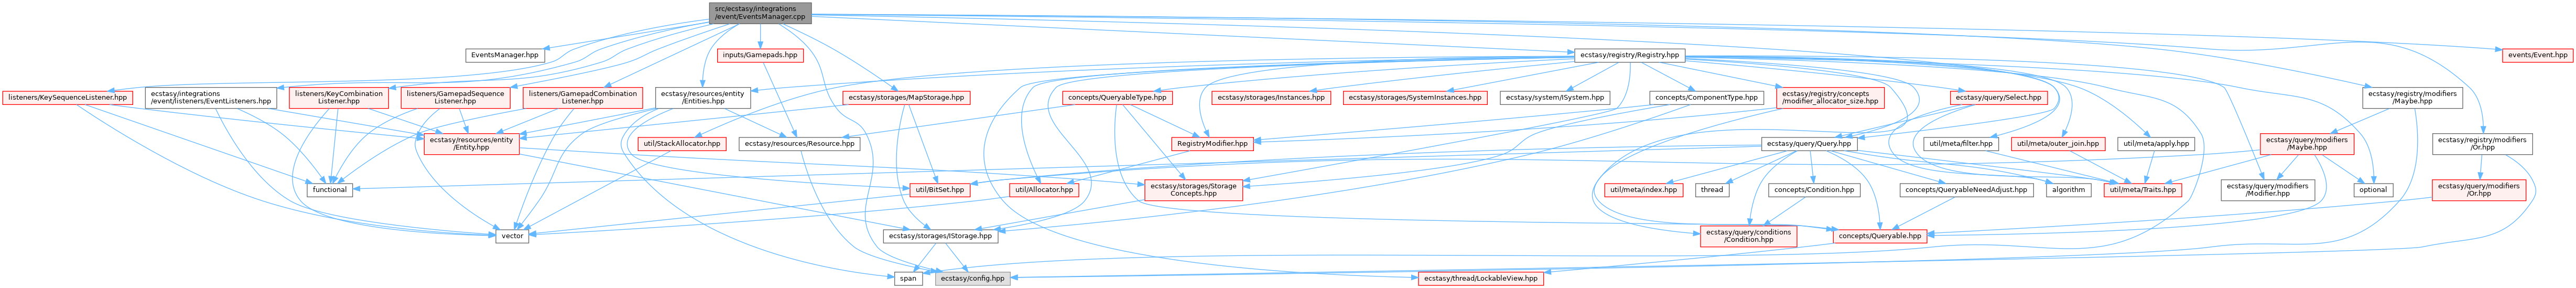 src/ecstasy/integrations
/event/EventsManager.cpp
EventsManager.hpp
inputs/Gamepads.hpp
ecstasy/registry/Registry.hpp
events/Event.hpp
listeners/KeySequenceListener.hpp
ecstasy/integrations
/event/listeners/EventListeners.hpp
listeners/KeyCombination
Listener.hpp
listeners/GamepadSequence
Listener.hpp
listeners/GamepadCombination
Listener.hpp
ecstasy/resources/entity
/Entities.hpp
ecstasy/storages/MapStorage.hpp
concepts/QueryableType.hpp
ecstasy/storages/Instances.hpp
ecstasy/storages/SystemInstances.hpp
ecstasy/system/ISystem.hpp
concepts/ComponentType.hpp
ecstasy/registry/concepts
/modifier_allocator_size.hpp
ecstasy/query/Select.hpp
ecstasy/registry/modifiers
/Maybe.hpp
ecstasy/resources/entity
/Entity.hpp
util/StackAllocator.hpp
ecstasy/resources/Resource.hpp
RegistryModifier.hpp
ecstasy/query/Query.hpp
util/meta/filter.hpp
util/meta/outer_join.hpp
util/meta/apply.hpp
ecstasy/query/modifiers
/Maybe.hpp
ecstasy/registry/modifiers
/Or.hpp
functional
util/BitSet.hpp
util/Allocator.hpp
ecstasy/storages/Storage
Concepts.hpp
util/meta/index.hpp
thread
concepts/Condition.hpp
concepts/QueryableNeedAdjust.hpp
algorithm
util/meta/Traits.hpp
ecstasy/query/modifiers
/Modifier.hpp
optional
ecstasy/query/modifiers
/Or.hpp
vector
ecstasy/storages/IStorage.hpp
ecstasy/query/conditions
/Condition.hpp
concepts/Queryable.hpp
span
ecstasy/config.hpp
ecstasy/thread/LockableView.hpp